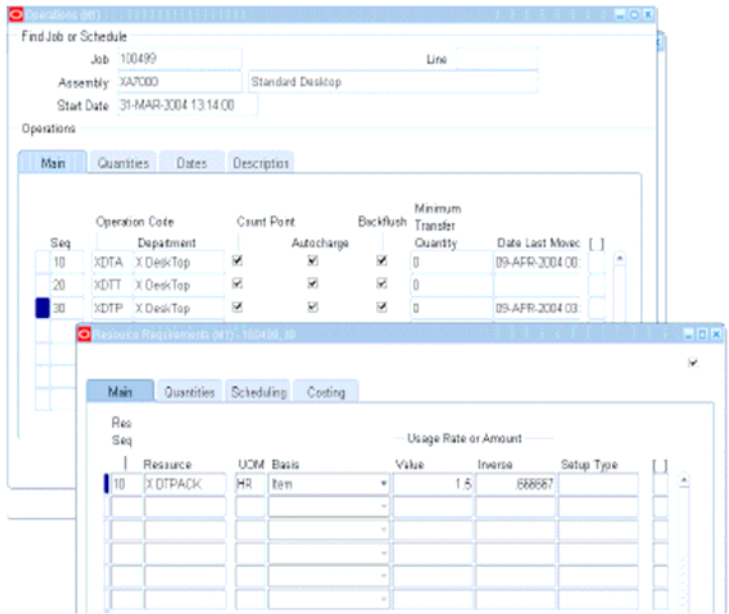 Operations (M1)
Find Job or Schedule
Job 100499 Line
Assembly XA7000 Standard Desktop
Start Date 31-MAR-2004 13:14:00
Operations
Main Quantities Dates Description
Minimum
Operation Code Count Point Backflush Transfer
Seq Department Autocharge Quantity Date Last Moved [ ]
10 XDTA X DeskTop 0 09-APR-2004 00:
20 XDTT X DeskTop 0
30 XDTP X DeskTop 0 09-APR-2004 03:
Resource Requirements (M1) - 100499, 30
Main Quantities Scheduling Costing
Res
Seq Usage Rate or Amount
Resource UOM Basis Value Inverse Setup Type [ ]
10 X DTPACK HR Item 1.5 .666667